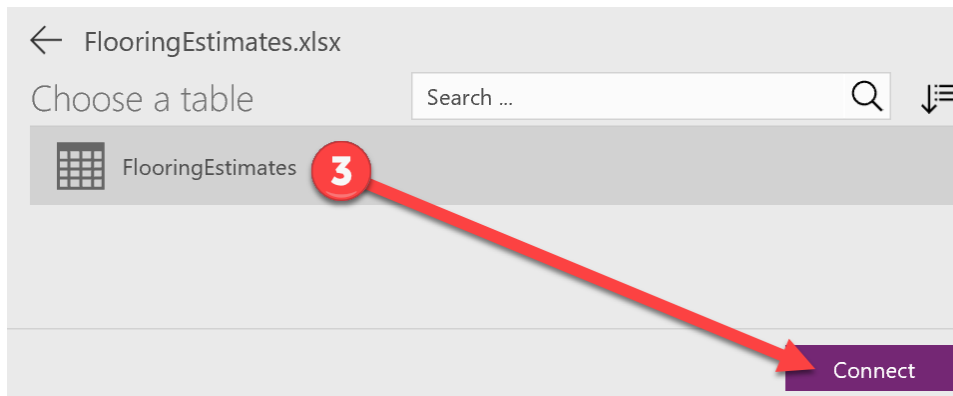 FlooringEstimates.xlsx
Choose a table
Search ...
FlooringEstimates
3
Connect